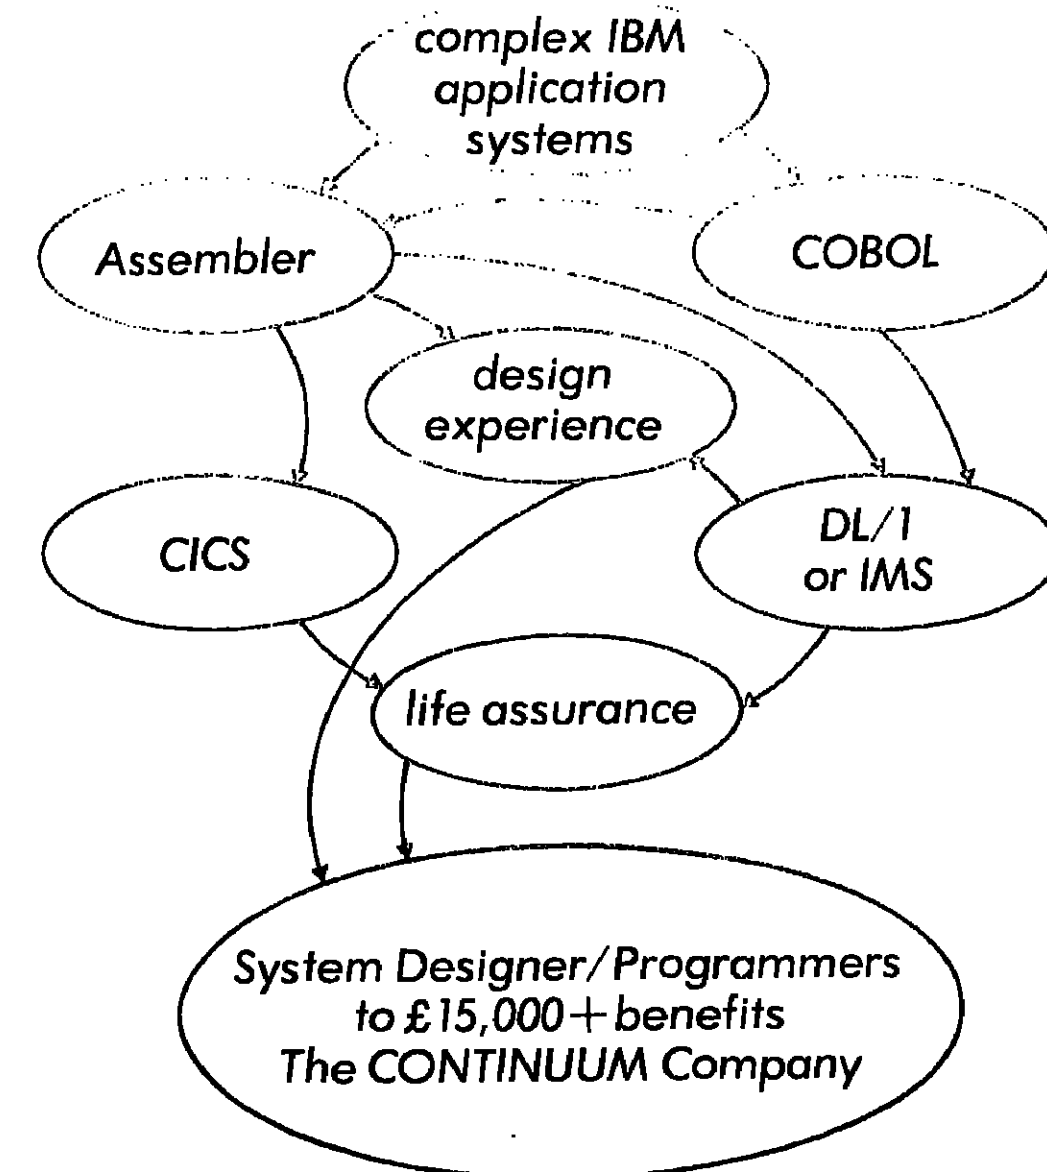 complex IBM
application
systems
Assembler
COBOL
design
experience
CICS
DL/1
or IMS
life assurance
System Designer/Programmers
to £15,000+benefits
The CONTINUUM Company